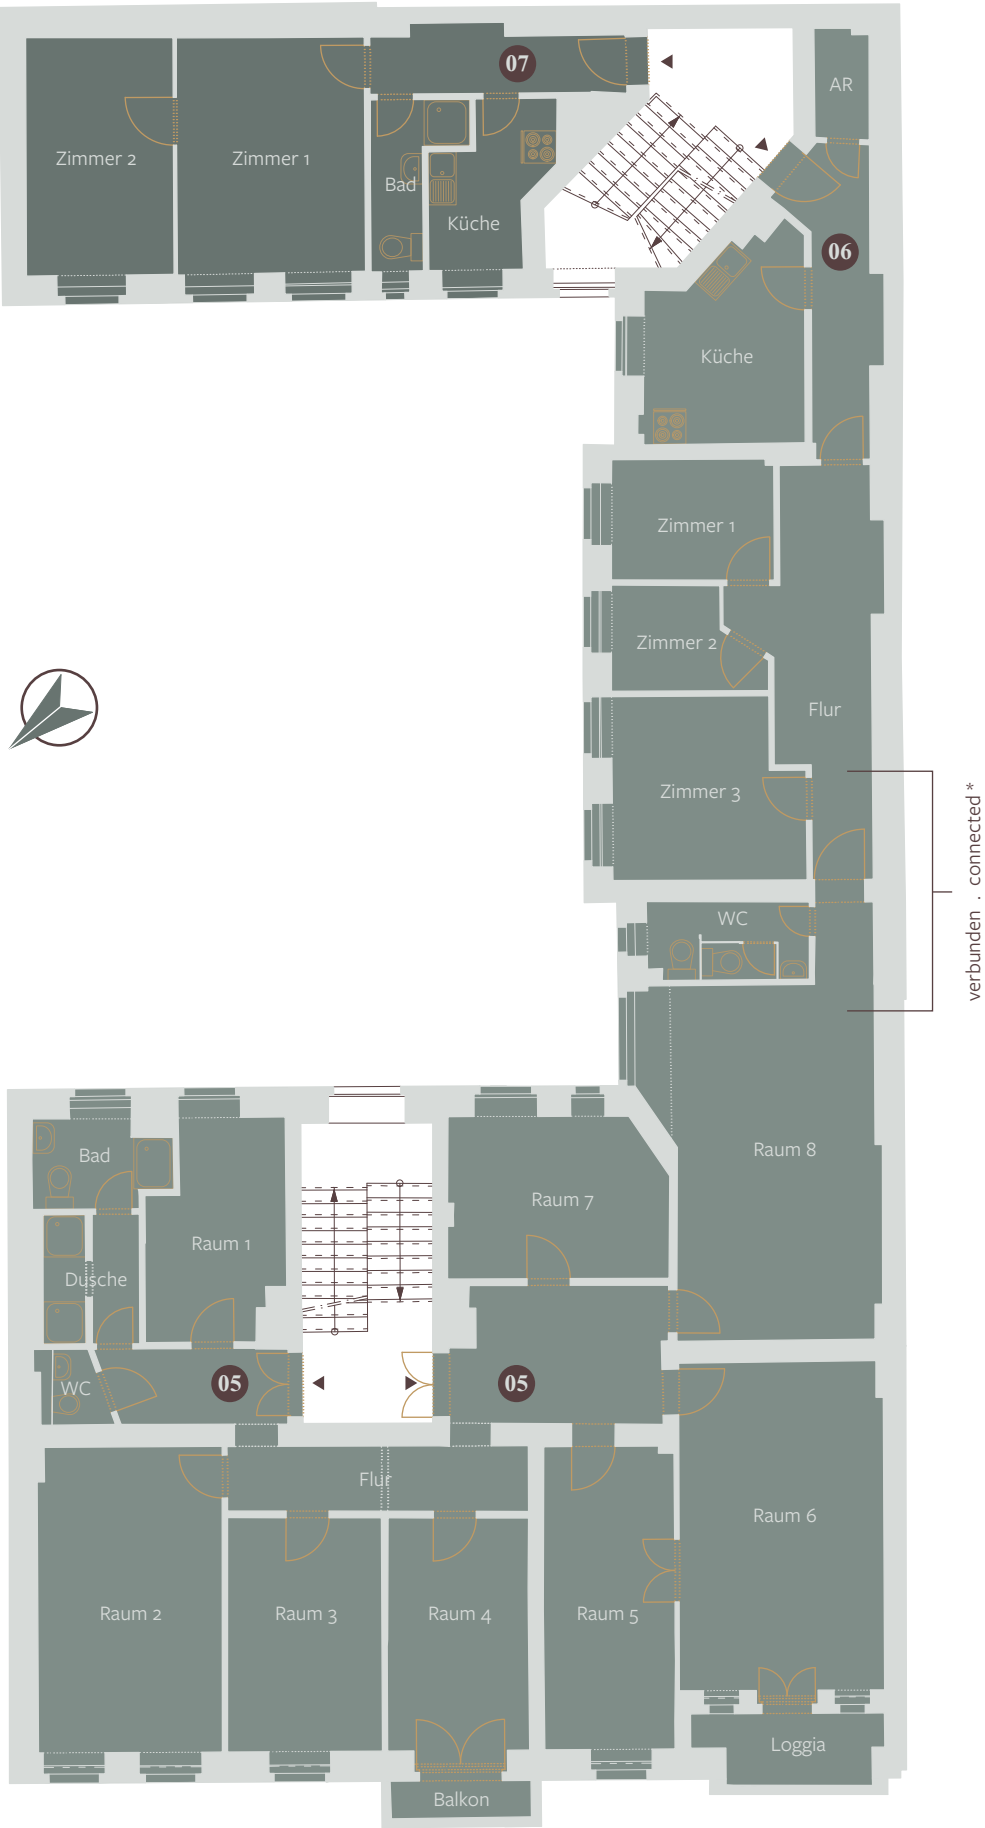 07
AR
Zimmer 2
Zimmer 1
Bad
Küche
06
Küche
Zimmer 1
Zimmer 2
Flur
Zimmer 3
verbunden . connected *
WC
Raum 8
Bad
Raum 7
Raum 1
Dusche
WC
05
05
Flur
Raum 6
Raum 2
Raum 3
Raum 4
Raum 5
Loggia
Balkon